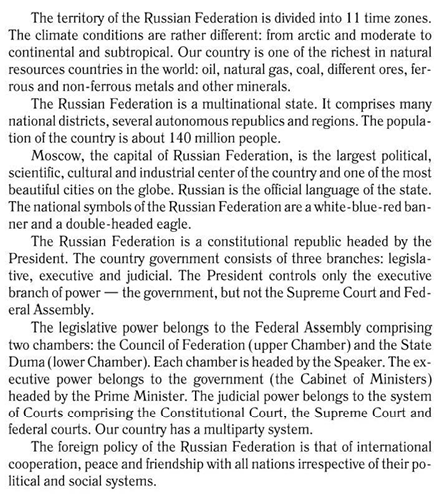 The territory of the Russian Federation is divided into 11 time zones.
The climate conditions are rather different: from arctic and moderate to
continental and subtropical. Our country is one of the richest in natural
resources countries in the world: oil, natural gas, coal, different ores, fer-
rous and non-ferrous metals and other minerals.
The Russian Federation is a multinational state. It comprises many
national districts, several autonomous republics and regions. The popula-
tion of the country is about 140 million people.
Moscow, the capital of Russian Federation, is the largest political,
scientific, cultural and industrial center of the country and one of the most
beautiful cities on the globe. Russian is the official language of the state.
The national symbols of the Russian Federation are a white-blue-red ban-
ner and a double-headed eagle.
The Russian Federation is a constitutional republic headed by the
President. The country government consists of three branches: legisla-
tive, executive and judicial. The President controls only the executive
branch of power — the government, but not the Supreme Court and Fed-
eral Assembly.
The legislative power belongs to the Federal Assembly comprising
two chambers: the Council of Federation (upper Chamber) and the State
Duma (lower Chamber). Each chamber is headed by the Speaker. The ex-
ecutive power belongs to the government (the Cabinet of Ministers)
headed by the Prime Minister. The judicial power belongs to the system
of Courts comprising the Constitutional Court, the Supreme Court and
federal courts. Our country has a multiparty system.
The foreign policy of the Russian Federation is that of international
cooperation, peace and friendship with all nations irrespective of their po-
litical and social systems.